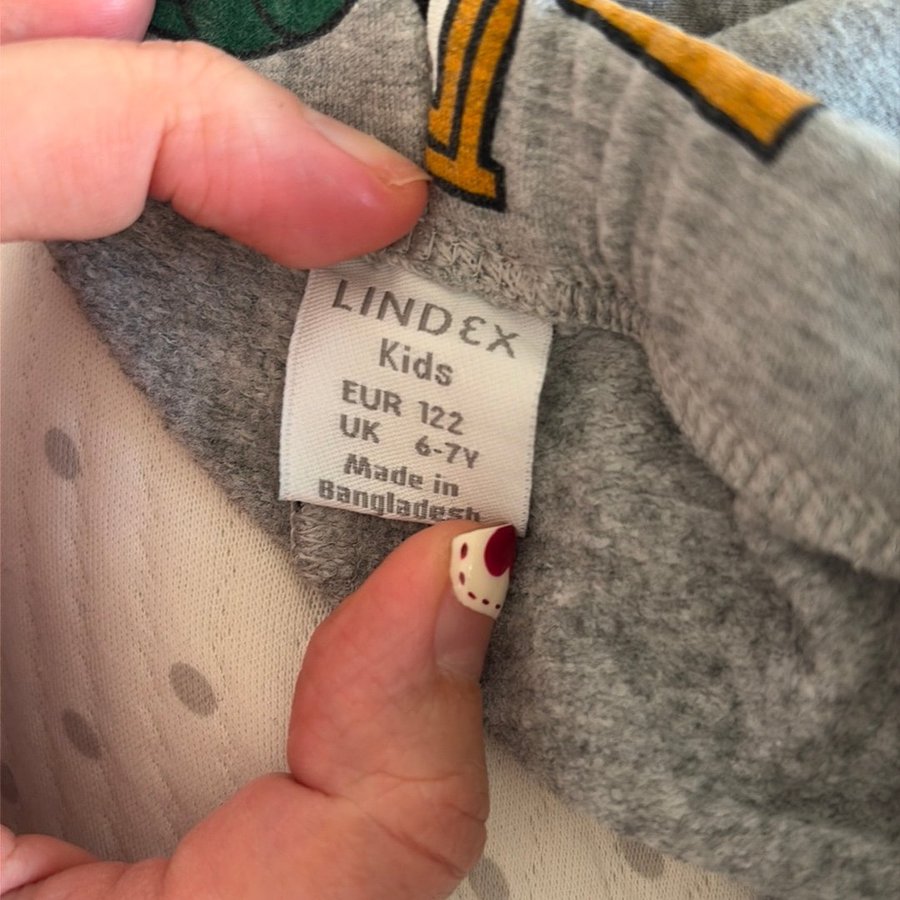 LINDEX
Kids
EUR 122
UK 6-7Y
Made in
Bangladesh